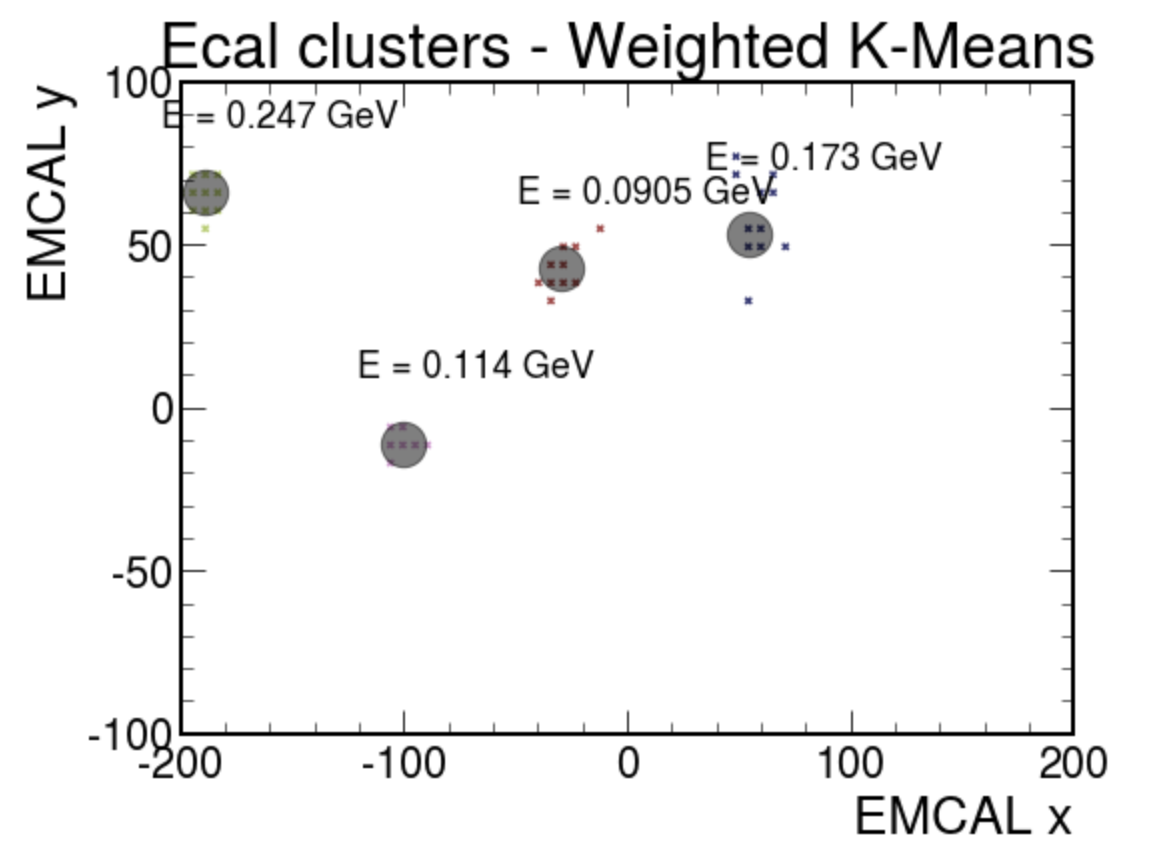 Ecal clusters - Weighted K-Means
EMCAL y
100
E = 0.247 GeV
E = 0.173 GeV
E = 0.0905 GeV
50
E = 0.114 GeV
0
-50
-100
-200 -100 0 100 200
EMCAL x